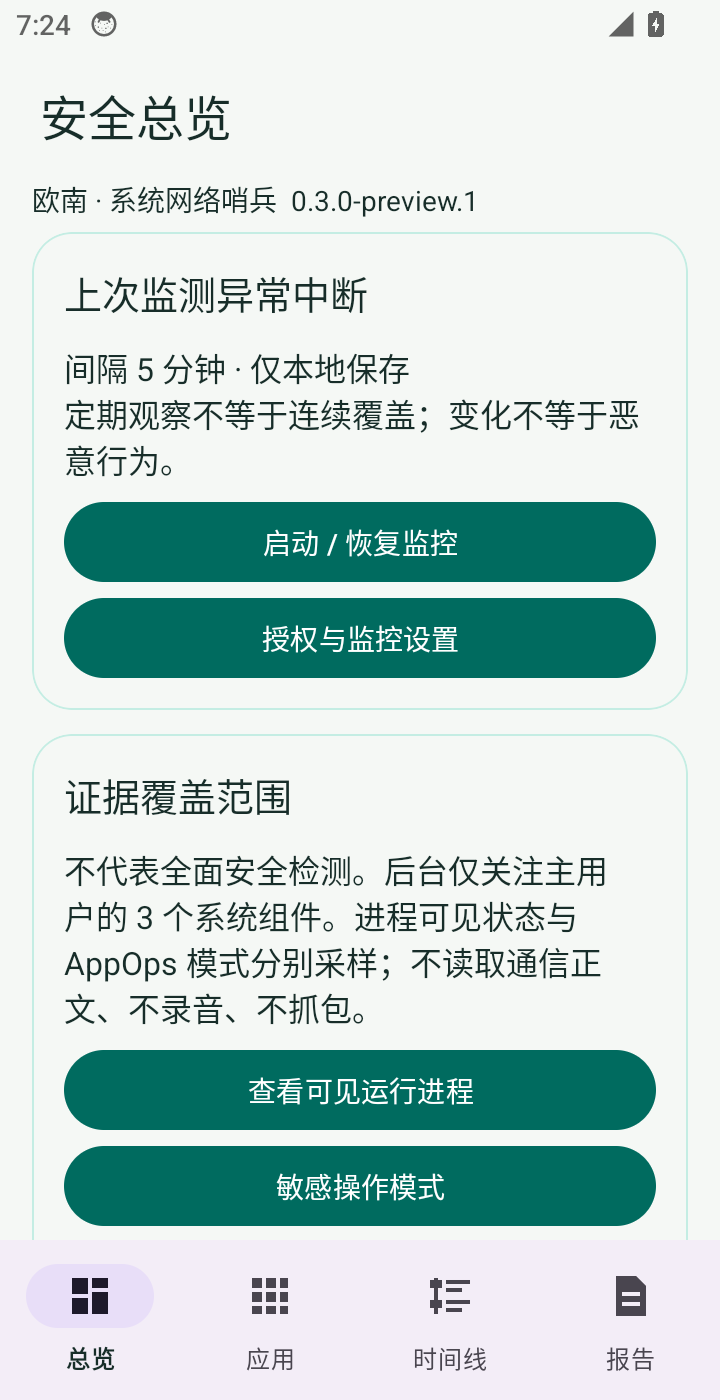 7:24
安全总览
欧南 · 系统网络哨兵 0.3.0-preview.1
上次监测异常中断
间隔 5 分钟 · 仅本地保存
定期观察不等于连续覆盖；变化不等于恶
意行为。
启动 / 恢复监控
授权与监控设置
证据覆盖范围
不代表全面安全检测。后台仅关注主用
户的 3 个系统组件。进程可见状态与
AppOps 模式分别采样；不读取通信正
文、不录音、不抓包。
查看可见运行进程
敏感操作模式
总览
应用
时间线
报告